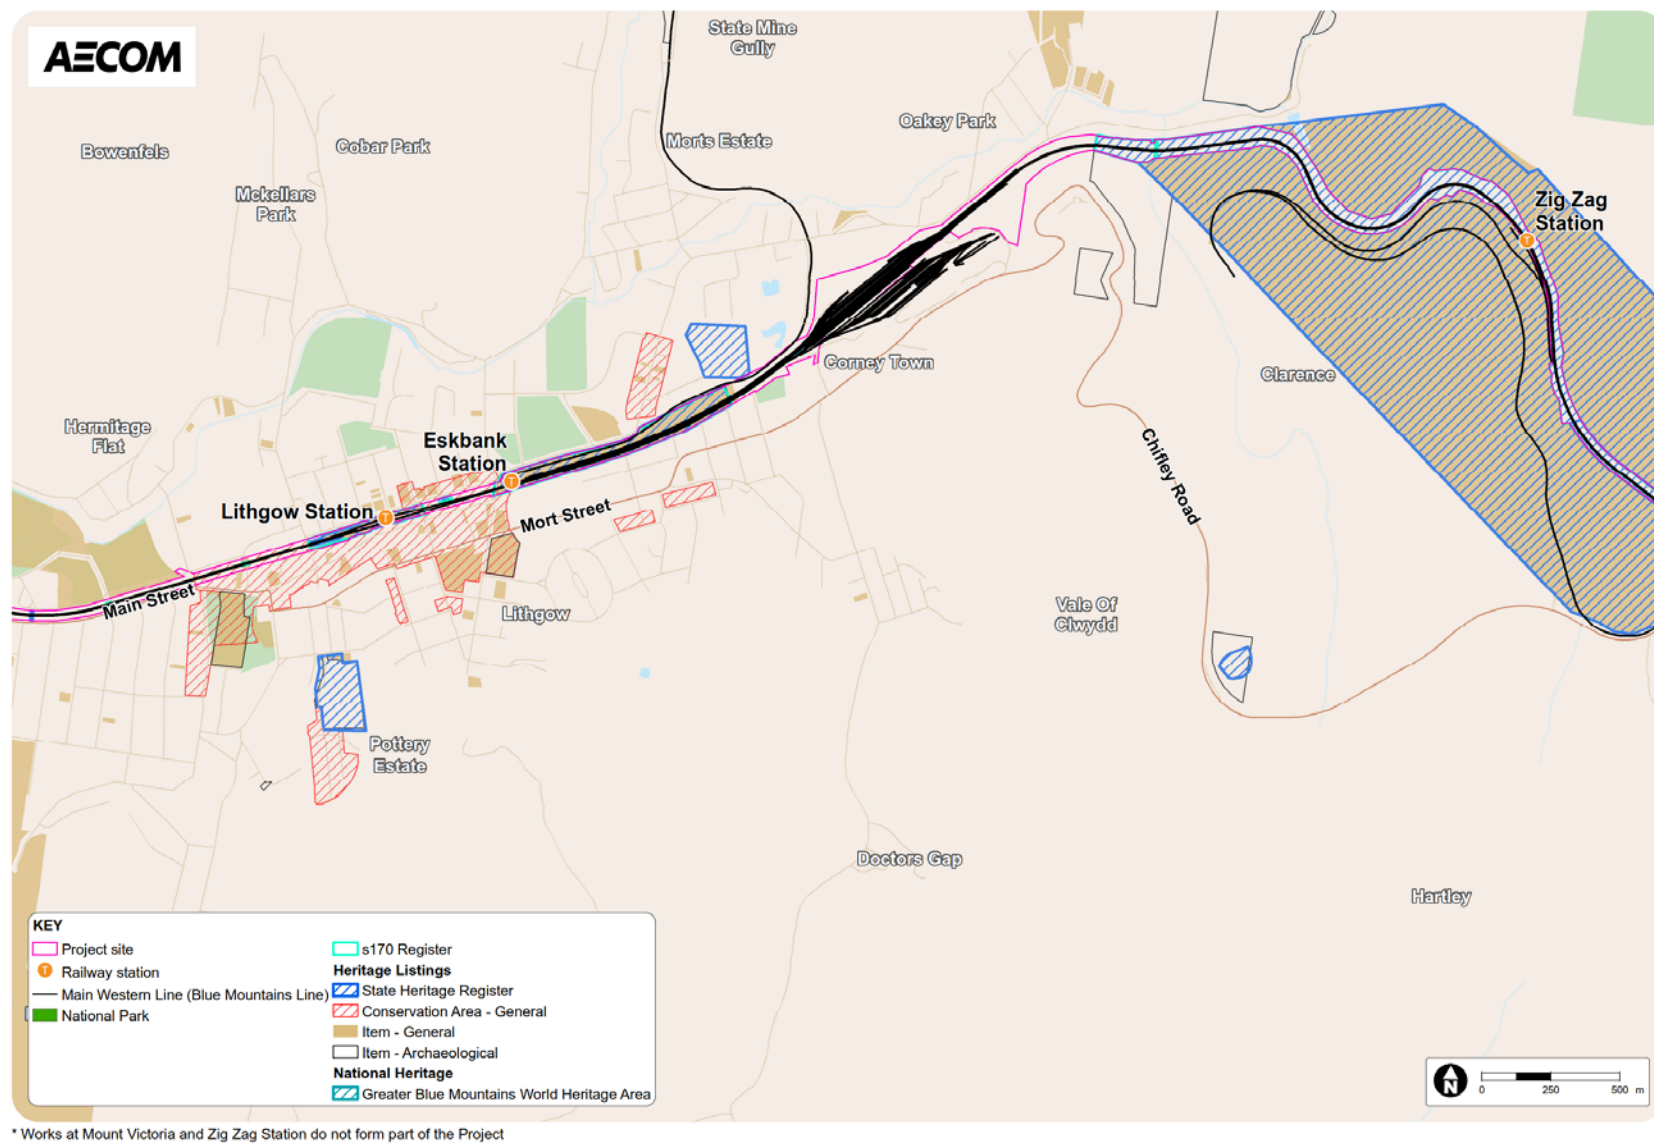 AECOM
State Mine
Gully
Bowenfels
Cobar Park
Morts Estate
Oakey Park
Mckellars
Park
Zig Zag
Station
Corney Town
Clarence
Hermitage
Flat
Eskbank
Station
Lithgow Station
Mort Street
Chifley Road
Main Street
Lithgow
Vale Of
Clwydd
Pottery
Estate
Doctors Gap
Hartley
T
T
T
KEY
Project site
T Railway station
Main Western Line (Blue Mountains Line)
National Park
s170 Register
Heritage Listings
State Heritage Register
Conservation Area - General
Item - General
Item - Archaeological
National Heritage
Greater Blue Mountains World Heritage Area
N
0 250 500 m
* Works at Mount Victoria and Zig Zag Station do not form part of the Project